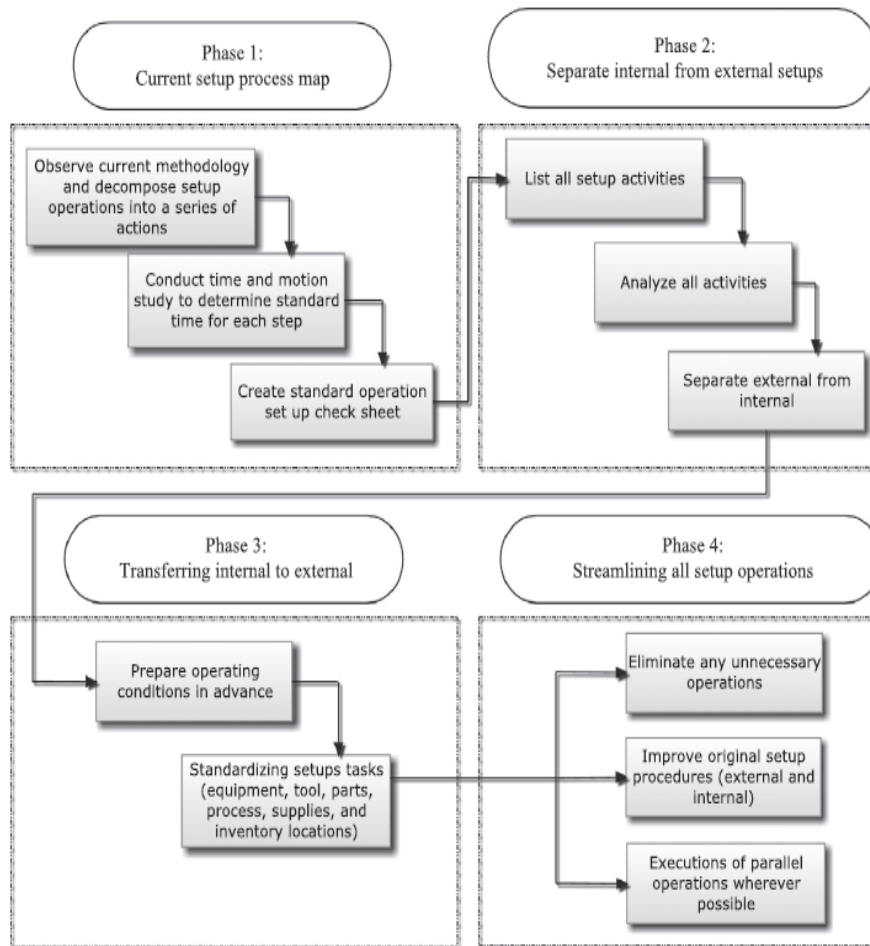 Phase 1:
Current setup process map
Phase 2:
Separate internal from external setups
Observe current methodology
and decompose setup
operations into a series of
actions
Conduct time and motion
study to determine standard
time for each step
Create standard operation
set up check sheet
List all setup activities
Analyze all activities
Separate external from
internal
Phase 3:
Transferring internal to external
Phase 4:
Streamlining all setup operations
Prepare operating
conditions in advance
Standardizing setups tasks
(equipment, tool, parts,
process, supplies, and
inventory locations)
Eliminate any unnecessary
operations
Improve original setup
procedures (external and
internal)
Executions of parallel
operations wherever
possible